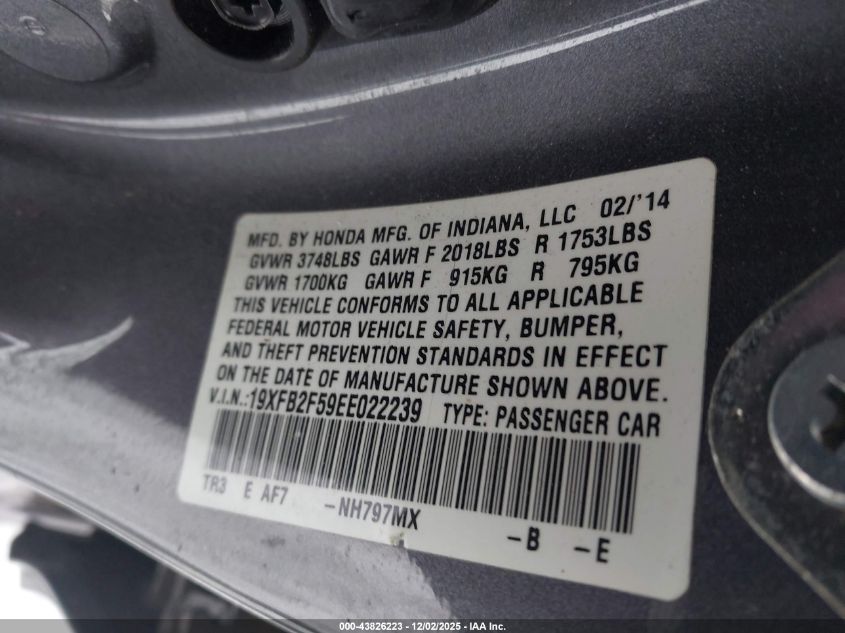 MFD. BY HONDA MFG. OF INDIANA, LLC 02/'14
GVWR 3748LBS GAWR F 2018LBS R 1753LBS
GVWR 1700KG GAWR F 915KG R 795KG
THIS VEHICLE CONFORMS TO ALL APPLICABLE
FEDERAL MOTOR VEHICLE SAFETY, BUMPER,
AND THEFT PREVENTION STANDARDS IN EFFECT
ON THE DATE OF MANUFACTURE SHOWN ABOVE.
V.I.N.:19XFB2F59EE022239 TYPE: PASSENGER CAR
TR3 E AF7 -NH797MX -B -E
000-43826223 - 12/02/2025 - IAA Inc.